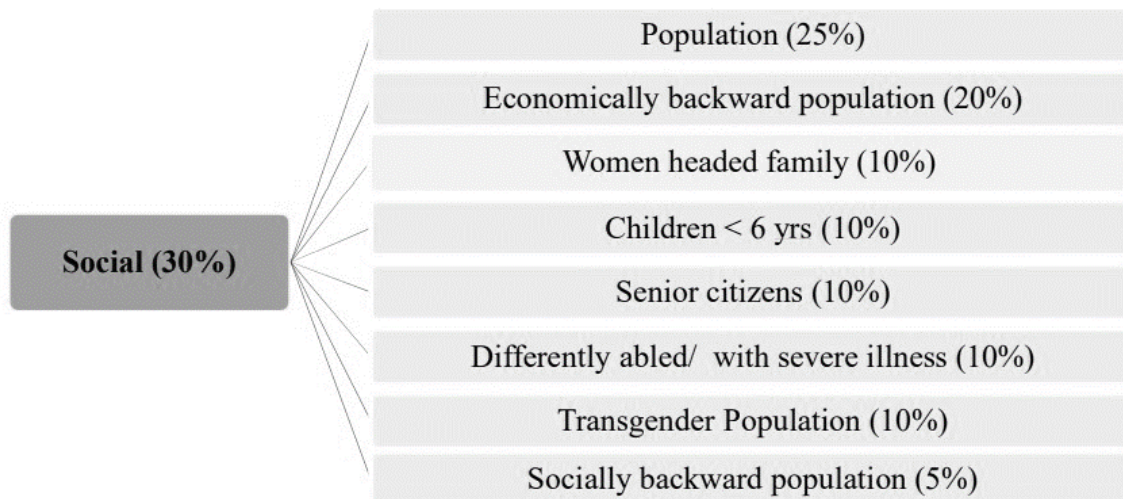 Population (25%)
Economically backward population (20%)
Women headed family (10%)
Children < 6 yrs (10%)
Social (30%)
Senior citizens (10%)
Differently abled/ with severe illness (10%)
Transgender Population (10%)
Socially backward population (5%)